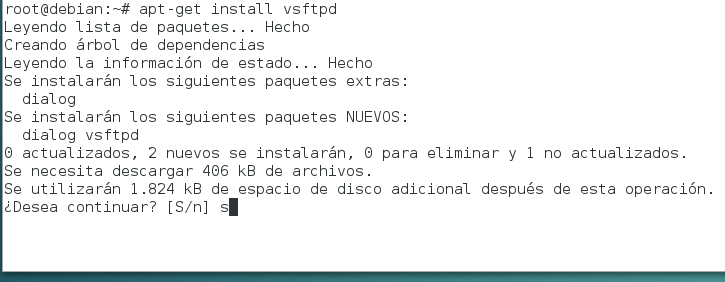 root@debian:~# apt-get install vsftpd
Leyendo lista de paquetes... Hecho
Creando árbol de dependencias
Leyendo la información de estado... Hecho
Se instalarán los siguientes paquetes extras:
  dialog
Se instalarán los siguientes paquetes NUEVOS:
  dialog vsftpd
0 actualizados, 2 nuevos se instalarán, 0 para eliminar y 1 no actualizados.
Se necesita descargar 406 kB de archivos.
Se utilizarán 1.824 kB de espacio de disco adicional después de esta operación.
¿Desea continuar? [S/n] s